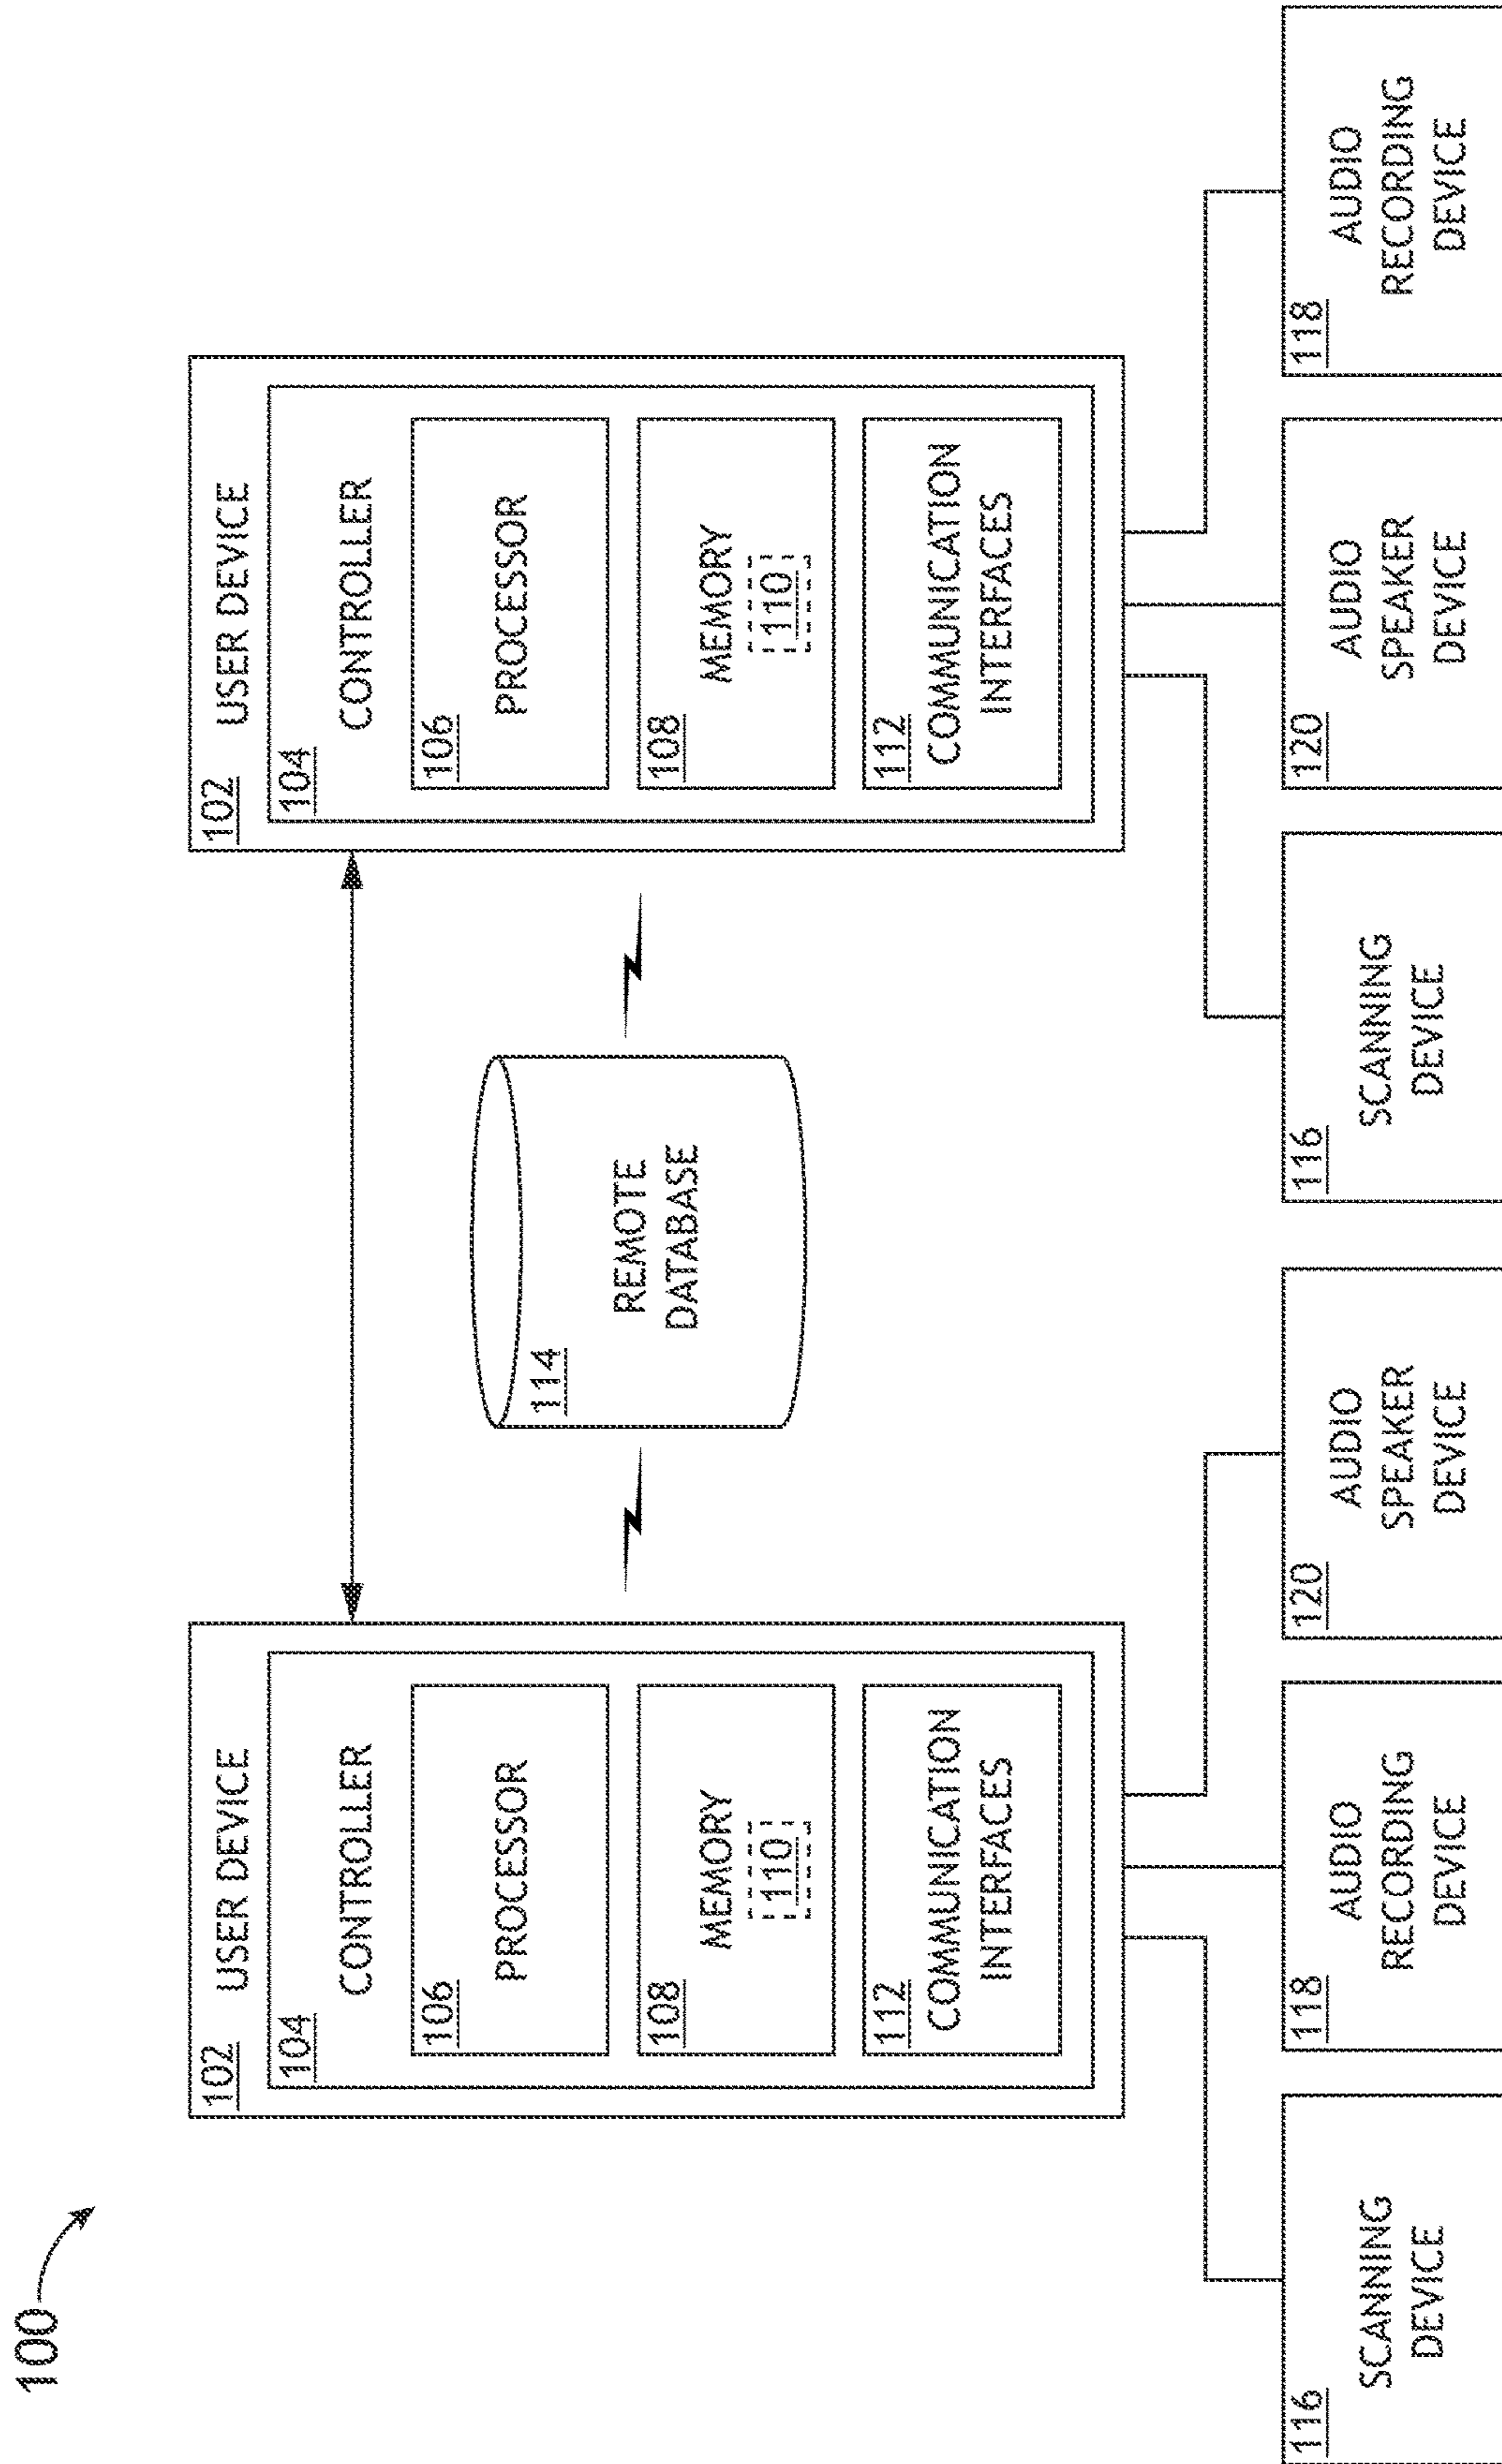 100
102
USER DEVICE
104
CONTROLLER
106
PROCESSOR
108
MEMORY
110
112
COMMUNICATION
INTERFACES
114
REMOTE
DATABASE
102
USER DEVICE
104
CONTROLLER
106
PROCESSOR
108
MEMORY
110
112
COMMUNICATION
INTERFACES
116
SCANNING
DEVICE
118
AUDIO
RECORDING
DEVICE
120
AUDIO
SPEAKER
DEVICE
116
SCANNING
DEVICE
120
AUDIO
SPEAKER
DEVICE
118
AUDIO
RECORDING
DEVICE